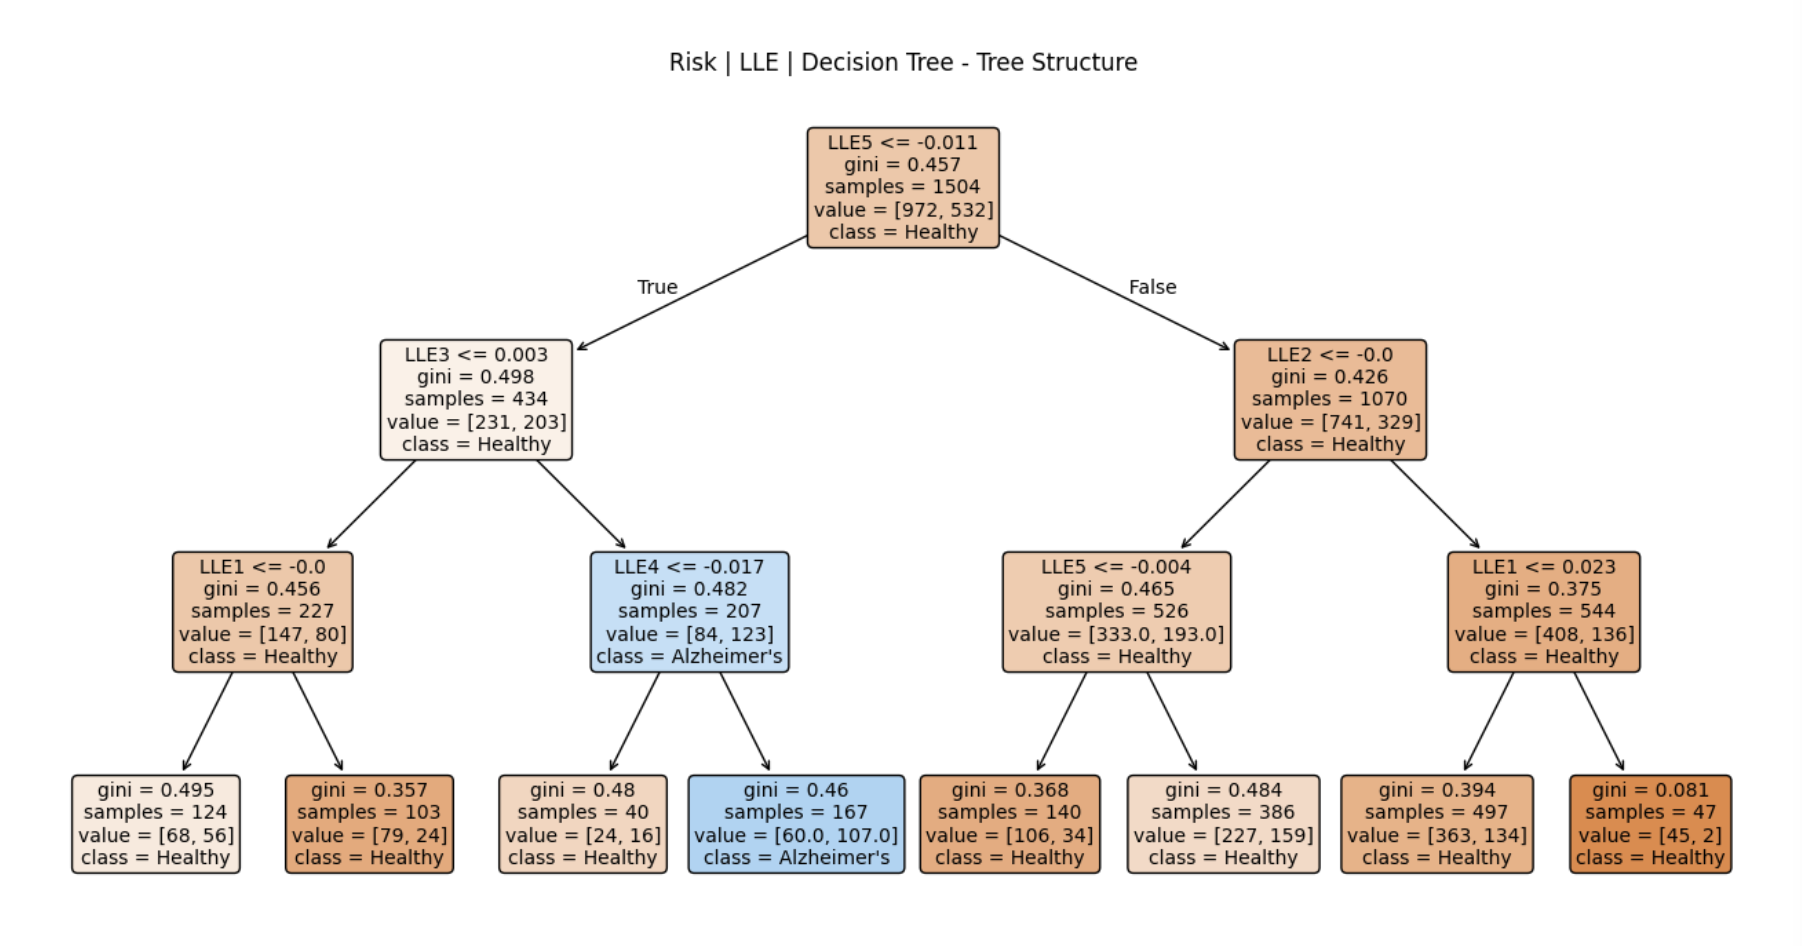 Risk | LLE | Decision Tree - Tree Structure
LLE5 <= -0.011
gini = 0.457
samples = 1504
value = [972, 532]
class = Healthy
True
False
LLE3 <= 0.003
gini = 0.498
samples = 434
value = [231, 203]
class = Healthy
LLE2 <= -0.0
gini = 0.426
samples = 1070
value = [741, 329]
class = Healthy
LLE1 <= -0.0
gini = 0.456
samples = 227
value = [147, 80]
class = Healthy
LLE4 <= -0.017
gini = 0.482
samples = 207
value = [84, 123]
class = Alzheimer's
LLE5 <= -0.004
gini = 0.465
samples = 526
value = [333.0, 193.0]
class = Healthy
LLE1 <= 0.023
gini = 0.375
samples = 544
value = [408, 136]
class = Healthy
gini = 0.495
samples = 124
value = [68, 56]
class = Healthy
gini = 0.357
samples = 103
value = [79, 24]
class = Healthy
gini = 0.48
samples = 40
value = [24, 16]
class = Healthy
gini = 0.46
samples = 167
value = [60.0, 107.0]
class = Alzheimer's
gini = 0.368
samples = 140
value = [106, 34]
class = Healthy
gini = 0.484
samples = 386
value = [227, 159]
class = Healthy
gini = 0.394
samples = 497
value = [363, 134]
class = Healthy
gini = 0.081
samples = 47
value = [45, 2]
class = Healthy